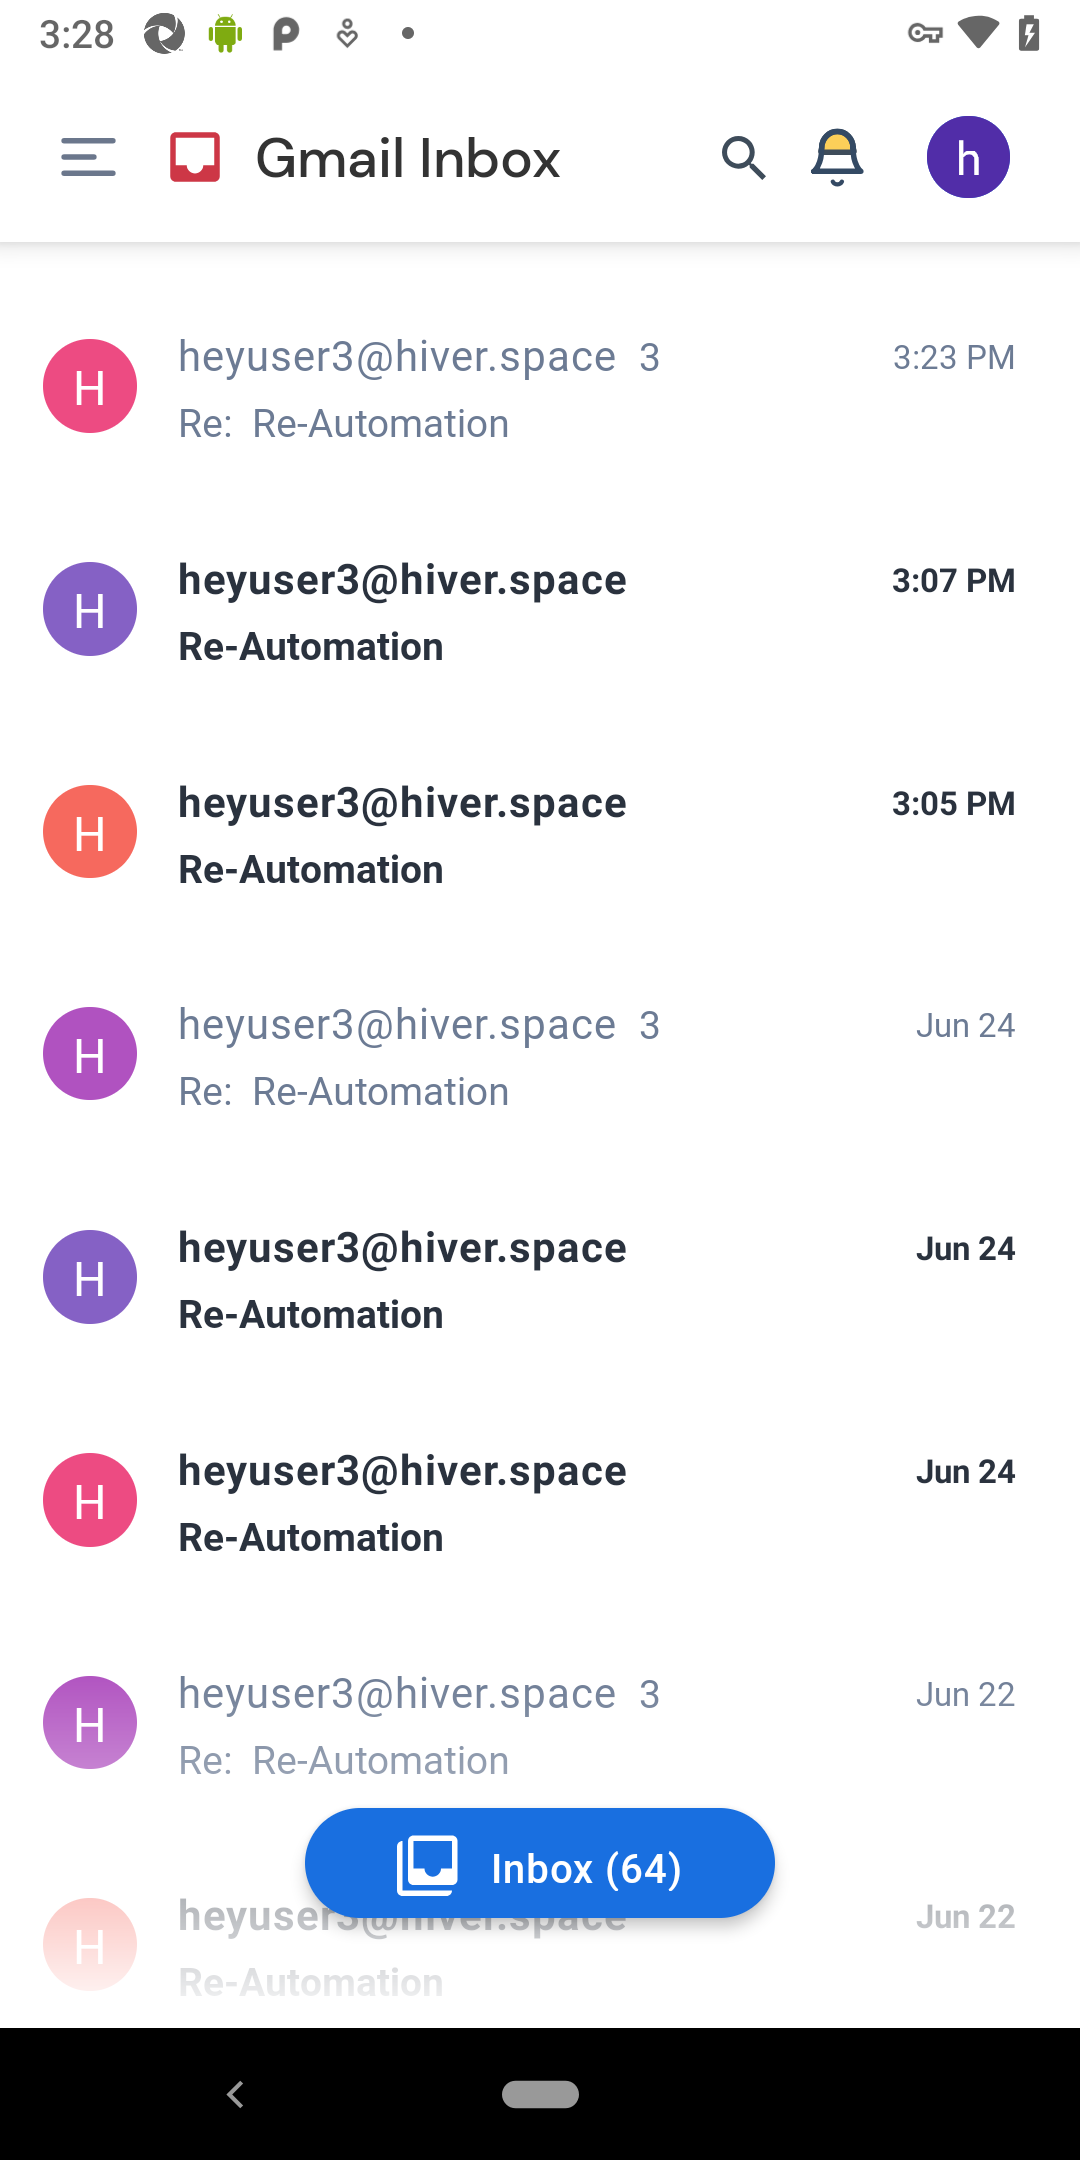 3:28
Gmail Inbox
h
H
heyuser3@hiver.space 3
3:23 PM
Re: Re-Automation
H
heyuser3@hiver.space
3:07 PM
Re-Automation
H
heyuser3@hiver.space
3:05 PM
Re-Automation
H
heyuser3@hiver.space 3
Jun 24
Re: Re-Automation
H
heyuser3@hiver.space
Jun 24
Re-Automation
H
heyuser3@hiver.space
Jun 24
Re-Automation
H
heyuser3@hiver.space 3
Jun 22
Re: Re-Automation
Inbox (64)
H
heyuser3@hiver.space
Jun 22
Re-Automation